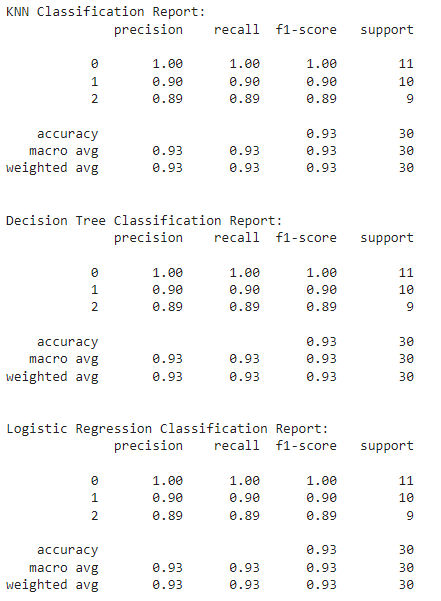 KNN Classification Report:
              precision    recall  f1-score   support

           0       1.00      1.00      1.00        11
           1       0.90      0.90      0.90        10
           2       0.89      0.89      0.89         9

    accuracy                           0.93        30
   macro avg       0.93      0.93      0.93        30
weighted avg       0.93      0.93      0.93        30

Decision Tree Classification Report:
              precision    recall  f1-score   support

           0       1.00      1.00      1.00        11
           1       0.90      0.90      0.90        10
           2       0.89      0.89      0.89         9

    accuracy                           0.93        30
   macro avg       0.93      0.93      0.93        30
weighted avg       0.93      0.93      0.93        30

Logistic Regression Classification Report:
              precision    recall  f1-score   support

           0       1.00      1.00      1.00        11
           1       0.90      0.90      0.90        10
           2       0.89      0.89      0.89         9

    accuracy                           0.93        30
   macro avg       0.93      0.93      0.93        30
weighted avg       0.93      0.93      0.93        30